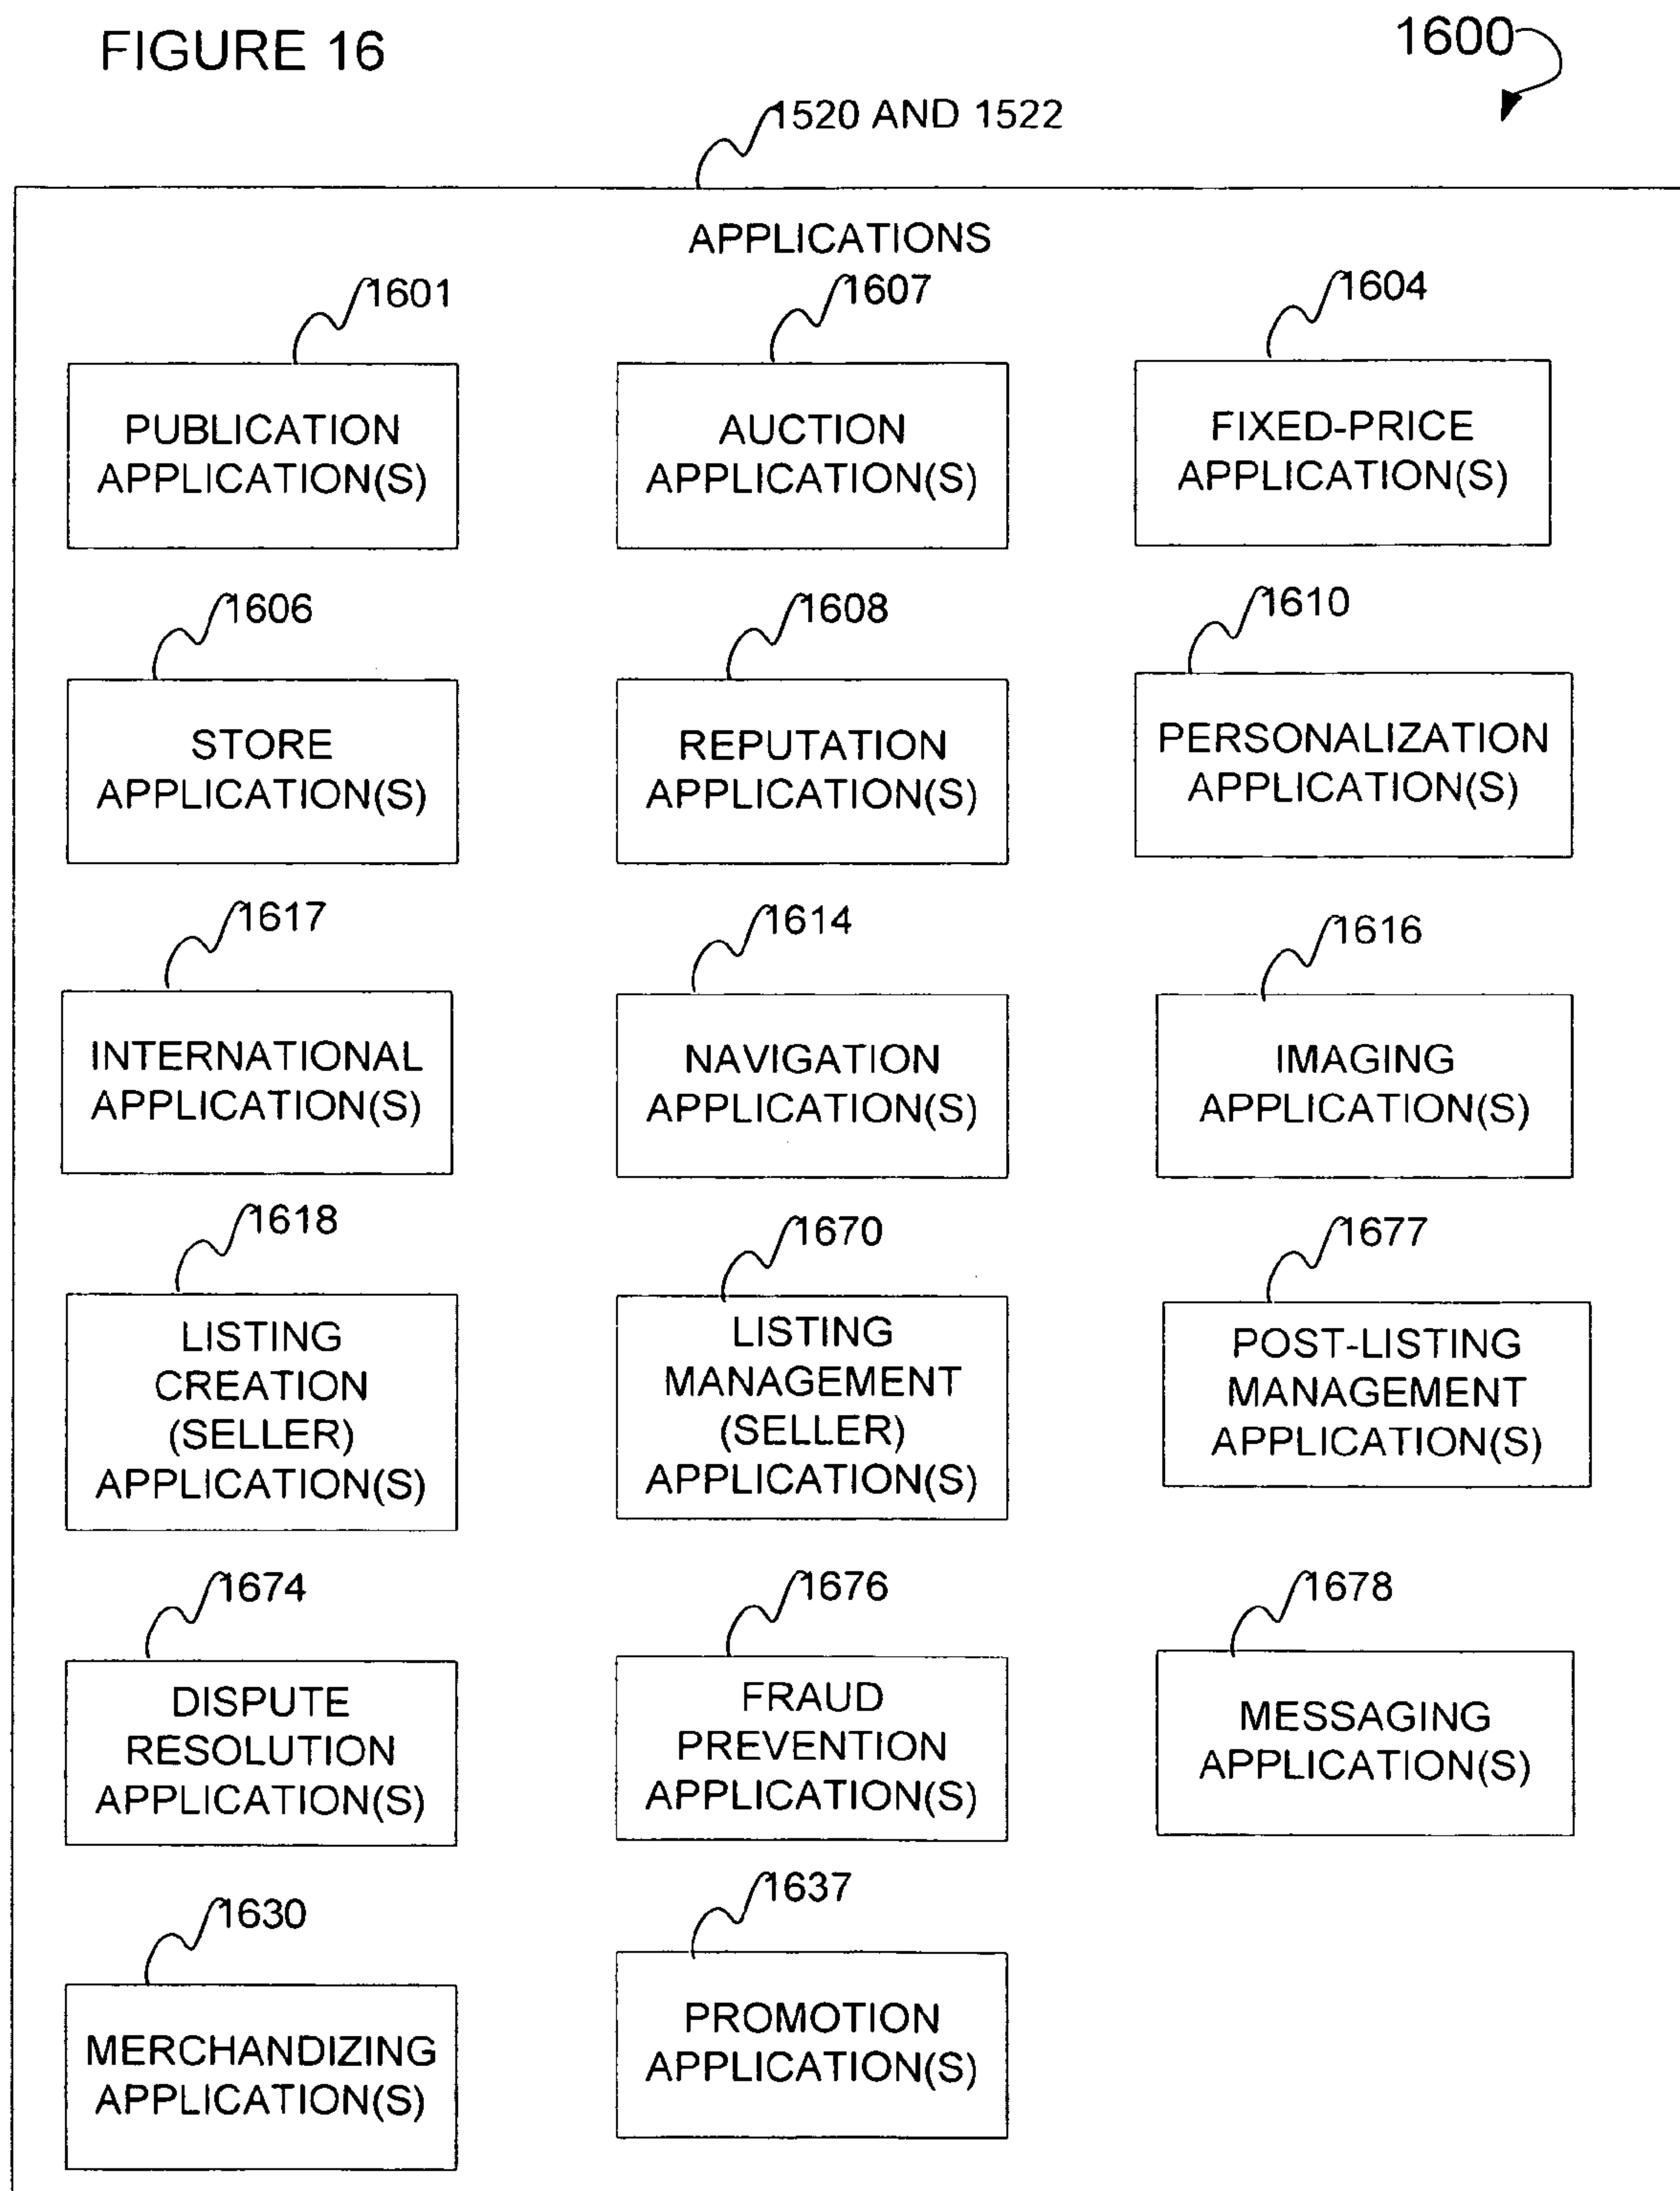 FIGURE 16
1600
1520 AND 1522
APPLICATIONS
1601
PUBLICATION
APPLICATION(S)
1607
AUCTION
APPLICATION(S)
1604
FIXED-PRICE
APPLICATION(S)
1606
STORE
APPLICATION(S)
1608
REPUTATION
APPLICATION(S)
1610
PERSONALIZATION
APPLICATION(S)
1617
INTERNATIONAL
APPLICATION(S)
1614
NAVIGATION
APPLICATION(S)
1616
IMAGING
APPLICATION(S)
1618
LISTING
CREATION
(SELLER)
APPLICATION(S)
1670
LISTING
MANAGEMENT
(SELLER)
APPLICATION(S)
1677
POST-LISTING
MANAGEMENT
APPLICATION(S)
1674
DISPUTE
RESOLUTION
APPLICATION(S)
1676
FRAUD
PREVENTION
APPLICATION(S)
1678
MESSAGING
APPLICATION(S)
1630
MERCHANDIZING
APPLICATION(S)
1637
PROMOTION
APPLICATION(S)